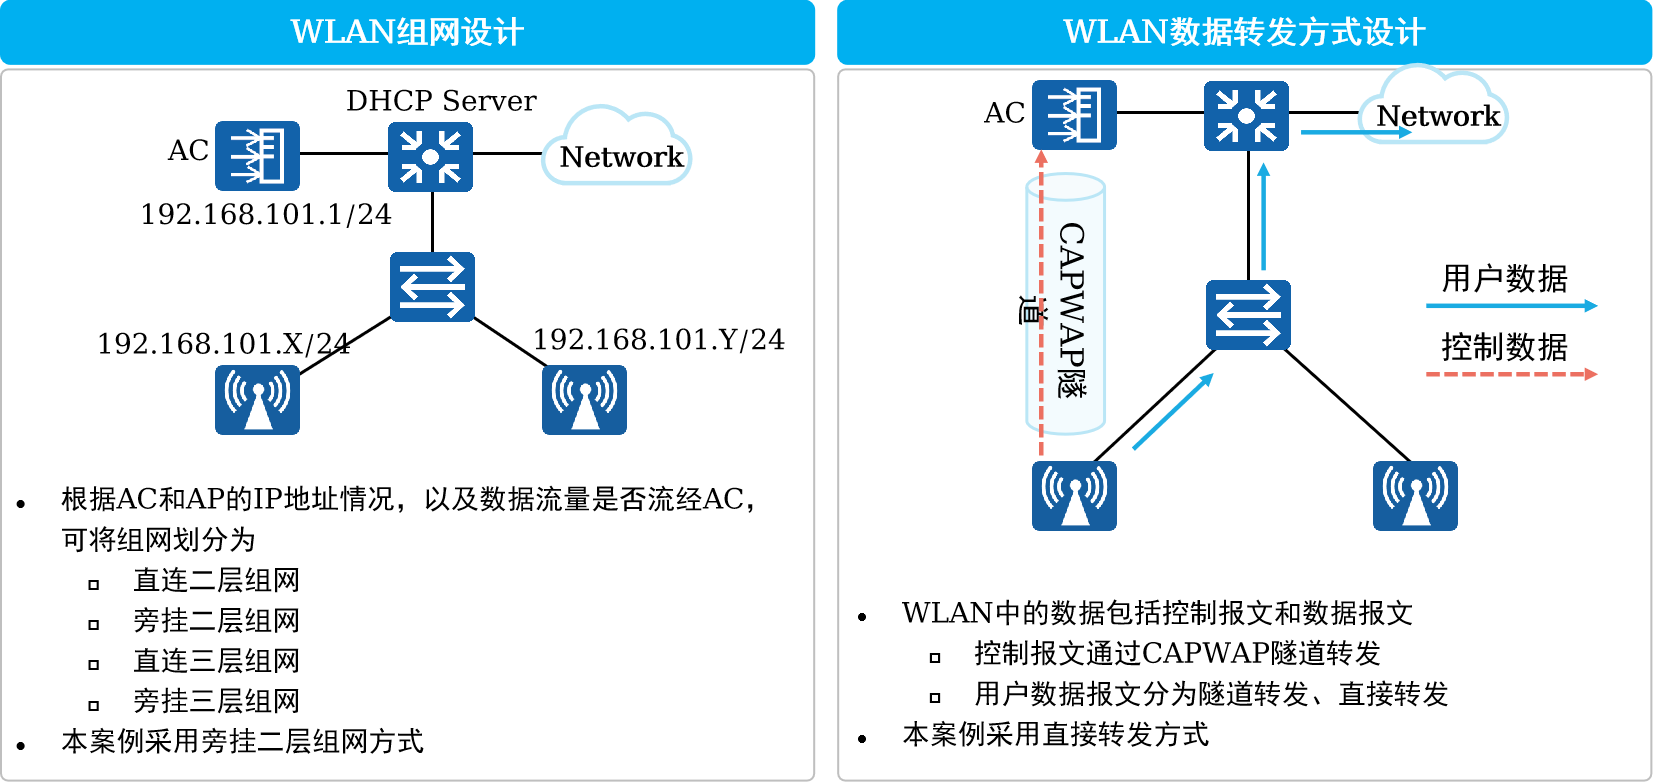 WLAN组网设计
DHCP Server
AC
Network
192.168.101.1/24
192.168.101.X/24
192.168.101.Y/24
• 根据AC和AP的IP地址情况，以及数据流量是否流经AC，
可将组网划分为
▫ 直连二层组网
▫ 旁挂二层组网
▫ 直连三层组网
▫ 旁挂三层组网
• 本案例采用旁挂二层组网方式
WLAN数据转发方式设计
AC
Network
CAPWAP隧
道
用户数据
控制数据
• WLAN中的数据包括控制报文和数据报文
▫ 控制报文通过CAPWAP隧道转发
▫ 用户数据报文分为隧道转发、直接转发
• 本案例采用直接转发方式